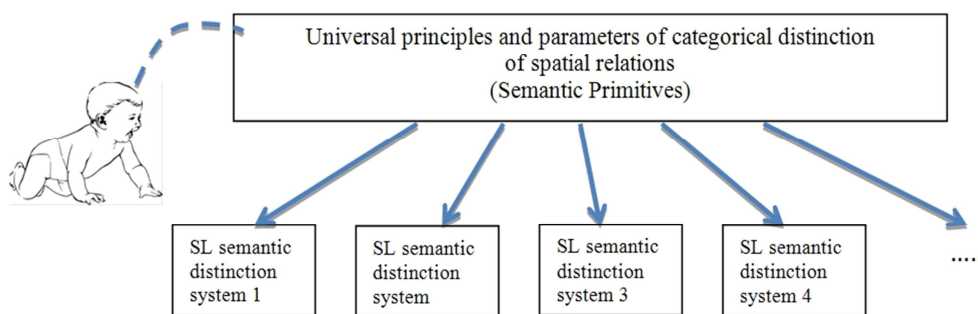 Universal principles and parameters of categorical distinction
of spatial relations
(Semantic Primitives)
SL semantic
distinction
system 1
SL semantic
distinction
system
SL semantic
distinction
system 3
SL semantic
distinction
system 4
....